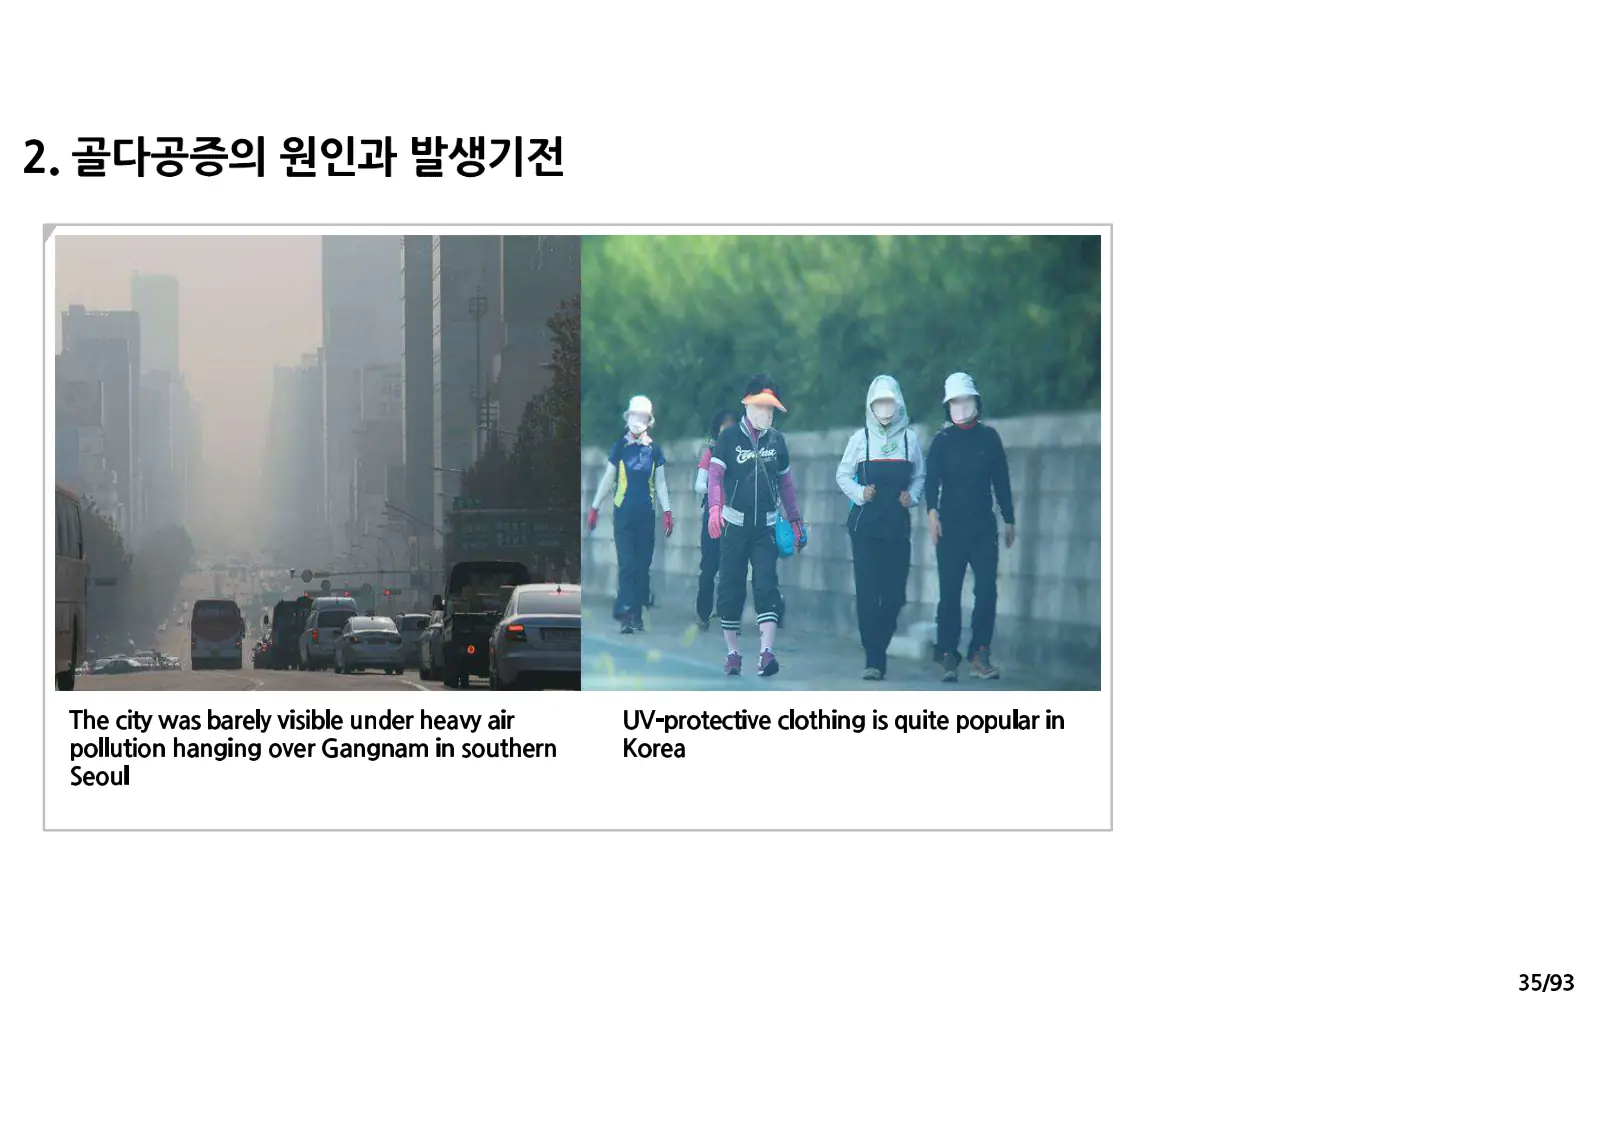 2. 골다공증의 원인과 발생기전
The city was barely visible under heavy air
pollution hanging over Gangnam in southern
Seoul
UV-protective clothing is quite popular in
Korea
35/93